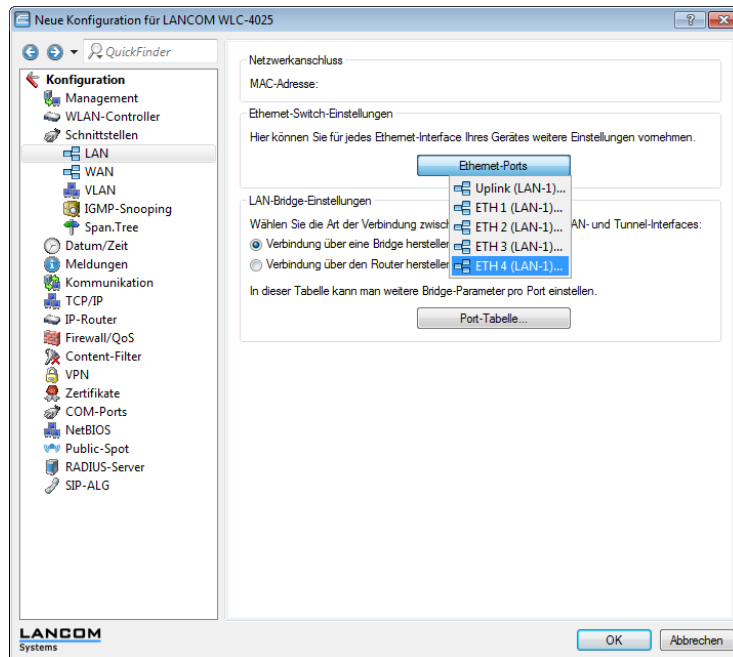 Neue Konfiguration für LANCOM WLC-4025
QuickFinder
Konfiguration
Management
WLAN-Controller
Schnittstellen
LAN
WAN
VLAN
IGMP-Snooping
Span.Tree
Datum/Zeit
Meldungen
Kommunikation
TCP/IP
IP-Router
Firewall/QoS
Content-Filter
VPN
Zertifikate
COM-Ports
NetBIOS
Public-Spot
RADIUS-Server
SIP-ALG
Netzwerkanschluss
MAC-Adresse:
Ethernet-Switch-Einstellungen
Hier können Sie für jedes Ethernet-Interface Ihres Gerätes weitere Einstellungen vornehmen.
Ethernet-Ports
Uplink (LAN-1)...
ETH 1 (LAN-1)...
ETH 2 (LAN-1)...
ETH 3 (LAN-1)...
ETH 4 (LAN-1)...
LAN-Bridge-Einstellungen
Wählen Sie die Art der Verbindung zwisc AN- und Tunnel-Interfaces:
Verbindung über eine Bridge herstelle
Verbindung über den Router herstelle
In dieser Tabelle kann man weitere Bridge-Parameter pro Port einstellen.
Port-Tabelle...
LANCOM
Systems
OK
Abbrechen